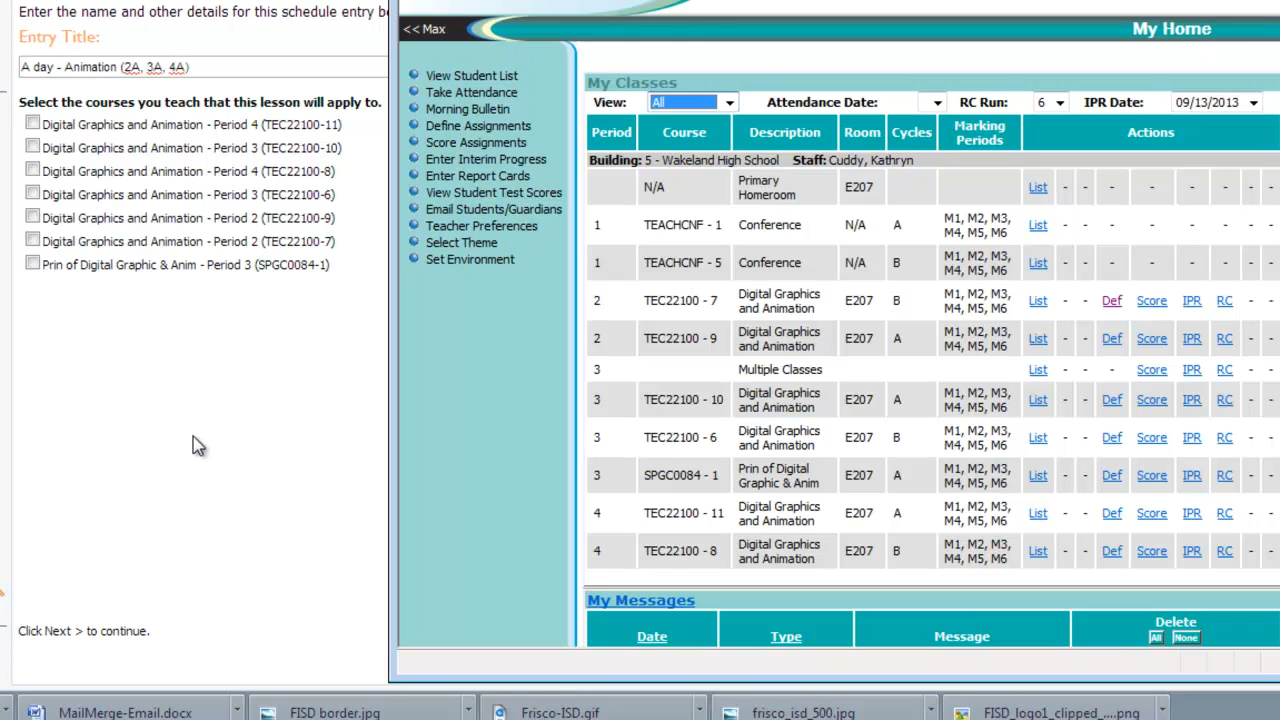 Enter the name and other details for this schedule entry be
Entry Title:
A day - Animation (2A, 3A, 4A)
Select the courses you teach that this lesson will apply to.
Digital Graphics and Animation - Period 4 (TEC22100-11)
Digital Graphics and Animation - Period 3 (TEC22100-10)
Digital Graphics and Animation - Period 4 (TEC22100-8)
Digital Graphics and Animation - Period 3 (TEC22100-6)
Digital Graphics and Animation - Period 2 (TEC22100-9)
Digital Graphics and Animation - Period 2 (TEC22100-7)
Prin of Digital Graphic & Anim - Period 3 (SPGC0084-1)
Click Next > to continue.
<< Max
My Home
View Student List
Take Attendance
Morning Bulletin
Define Assignments
Score Assignments
Enter Interim Progress
Enter Report Cards
View Student Test Scores
Email Students/Guardians
Teacher Preferences
Select Theme
Set Environment
My Classes
View: All Attendance Date: RC Run: 6 IPR Date: 09/13/2013
Period Course Description Room Cycles Marking Periods Actions
Building: 5 - Wakeland High School Staff: Cuddy, Kathryn
N/A Primary Homeroom E207 List - - - - - - - -
1 TEACHCNF - 1 Conference N/A A M1, M2, M3, M4, M5, M6 List - - - - - - - -
1 TEACHCNF - 5 Conference N/A B M1, M2, M3, M4, M5, M6 List - - - - - - - -
2 TEC22100 - 7 Digital Graphics and Animation E207 B M1, M2, M3, M4, M5, M6 List - - Def Score IPR RC - -
2 TEC22100 - 9 Digital Graphics and Animation E207 A M1, M2, M3, M4, M5, M6 List - - Def Score IPR RC - -
3 Multiple Classes List - - - Score IPR RC - -
3 TEC22100 - 10 Digital Graphics and Animation E207 A M1, M2, M3, M4, M5, M6 List - - Def Score IPR RC - -
3 TEC22100 - 6 Digital Graphics and Animation E207 B M1, M2, M3, M4, M5, M6 List - - Def Score IPR RC - -
3 SPGC0084 - 1 Prin of Digital Graphic & Anim E207 A M1, M2, M3, M4, M5, M6 List - - Def Score IPR RC - -
4 TEC22100 - 11 Digital Graphics and Animation E207 A M1, M2, M3, M4, M5, M6 List - - Def Score IPR RC - -
4 TEC22100 - 8 Digital Graphics and Animation E207 B M1, M2, M3, M4, M5, M6 List - - Def Score IPR RC - -
My Messages
Date Type Message Delete
All None
MailMerge-Email.docx FISD border.jpg Frisco-ISD.gif frisco_isd_500.jpg FISD_logo1_clipped_....png